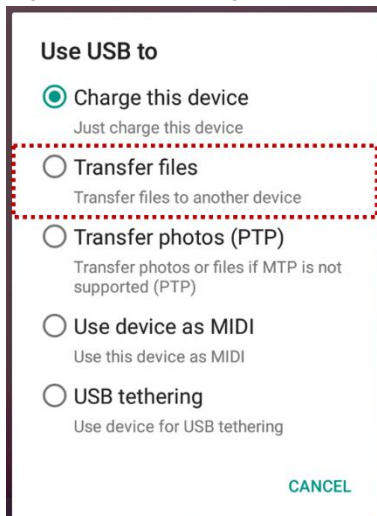 Use USB to
Charge this device
Just charge this device
Transfer files
Transfer files to another device
Transfer photos (PTP)
Transfer photos or files if MTP is not
supported (PTP)
Use device as MIDI
Use this device as MIDI
USB tethering
Use device for USB tethering
CANCEL